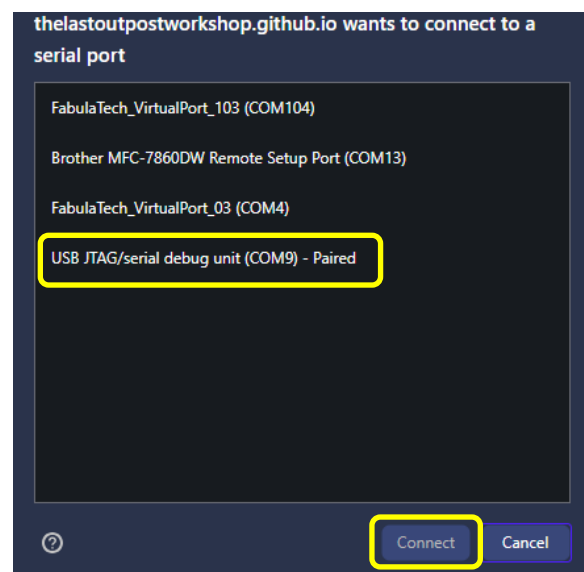 thelastoutpostworkshop.github.io wants to connect to a
serial port
FabulaTech_VirtualPort_103 (COM104)
Brother MFC-7860DW Remote Setup Port (COM13)
FabulaTech_VirtualPort_03 (COM4)
USB JTAG/serial debug unit (COM9) - Paired
Connect Cancel